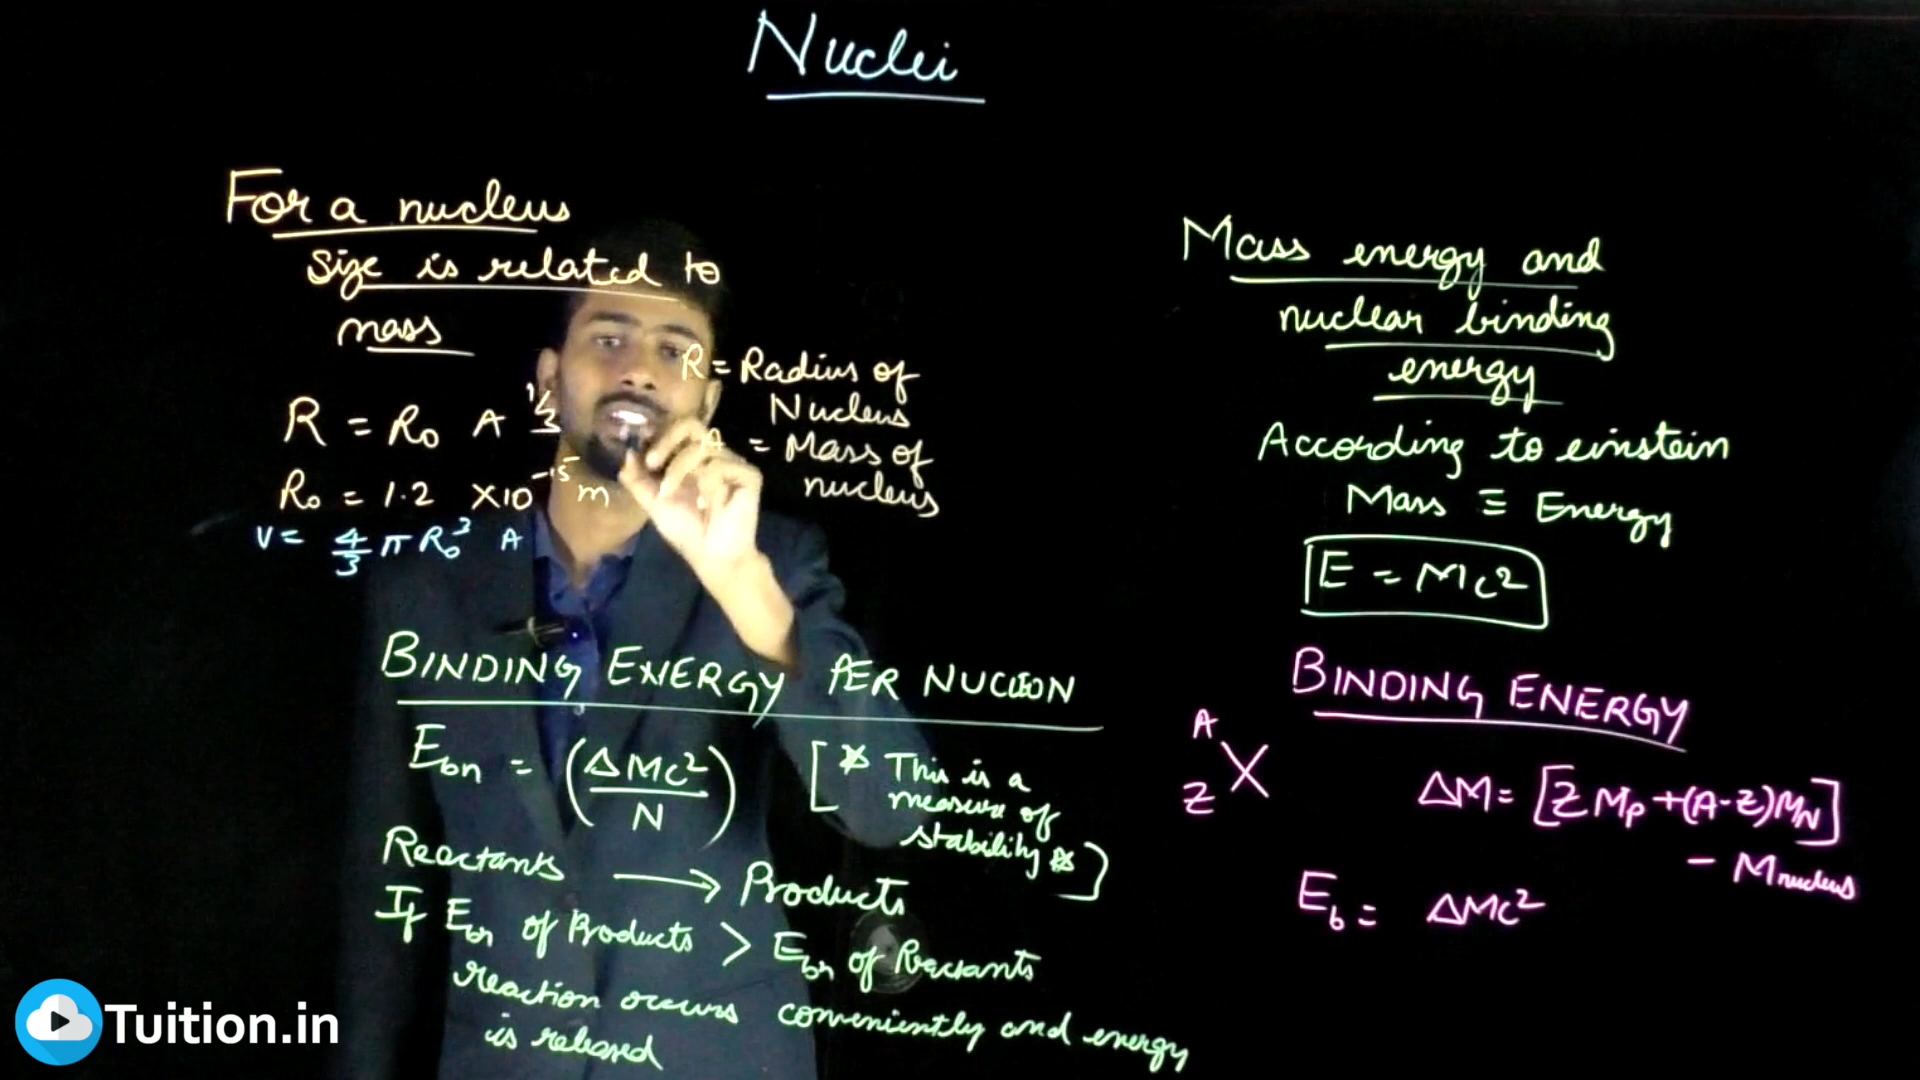 Nuclei
For a nucleus
size is related to
mass
R = R₀ A^1/3
R₀ = 1.2 ×10^-15 m
V = 4/3 π R₀³ A
R = Radius of
Nucleus
A = Mass of
nucleus
BINDING ENERGY PER NUCLEON
E_bn = (ΔMc²/N)
[* This is a
measure of
stability *]
Reactants → Products
If E_bn of Products > E_bn of Reactants
reaction occurs conveniently and energy
is released
Mass energy and
nuclear binding
energy
According to einstein
Mass ≡ Energy
E = Mc²
BINDING ENERGY
A
Z X
ΔM = [Z M_P + (A-Z) M_N]
- M_nucleus
E_b = ΔMc²
Tuition.in